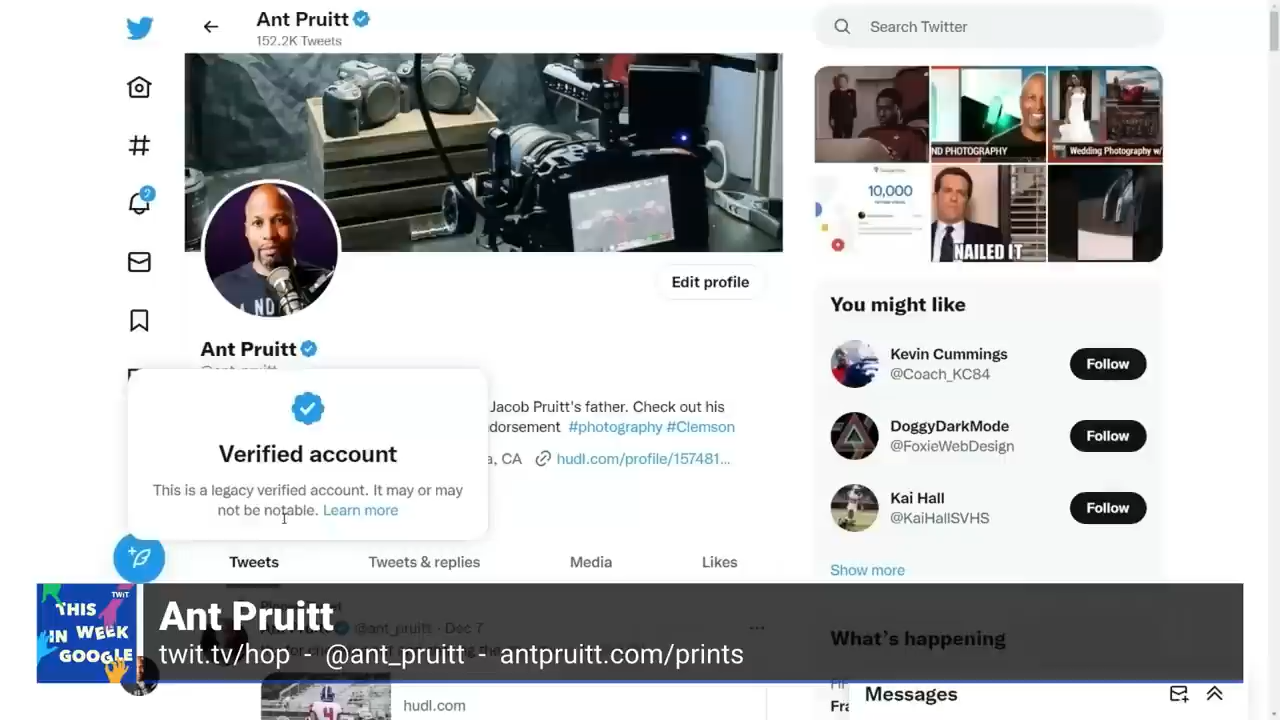 Ant Pruitt
152.2K Tweets
Search Twitter
2
ND PHOTOGRAPHY
Wedding Photography w/
10,000
NAILED IT
Edit profile
Ant Pruitt
Jacob Pruitt's father. Check out his
#photography #Clemson
CA
hudl.com/profile/157481...
Verified account
This is a legacy verified account. It may or may
not be notable. Learn more
Tweets
Tweets & replies
Media
Likes
You might like
Kevin Cummings
@Coach_KC84
Follow
DoggyDarkMode
@FoxieWebDesign
Follow
Kai Hall
@KaiHallSVHS
Follow
Show more
What's happening
@ant_pruitt · Dec 7
hudl.com
Messages
TWiT
THIS
IN WEEK
GOOGLE
Ant Pruitt
twit.tv/hop - @ant_pruitt - antpruitt.com/prints